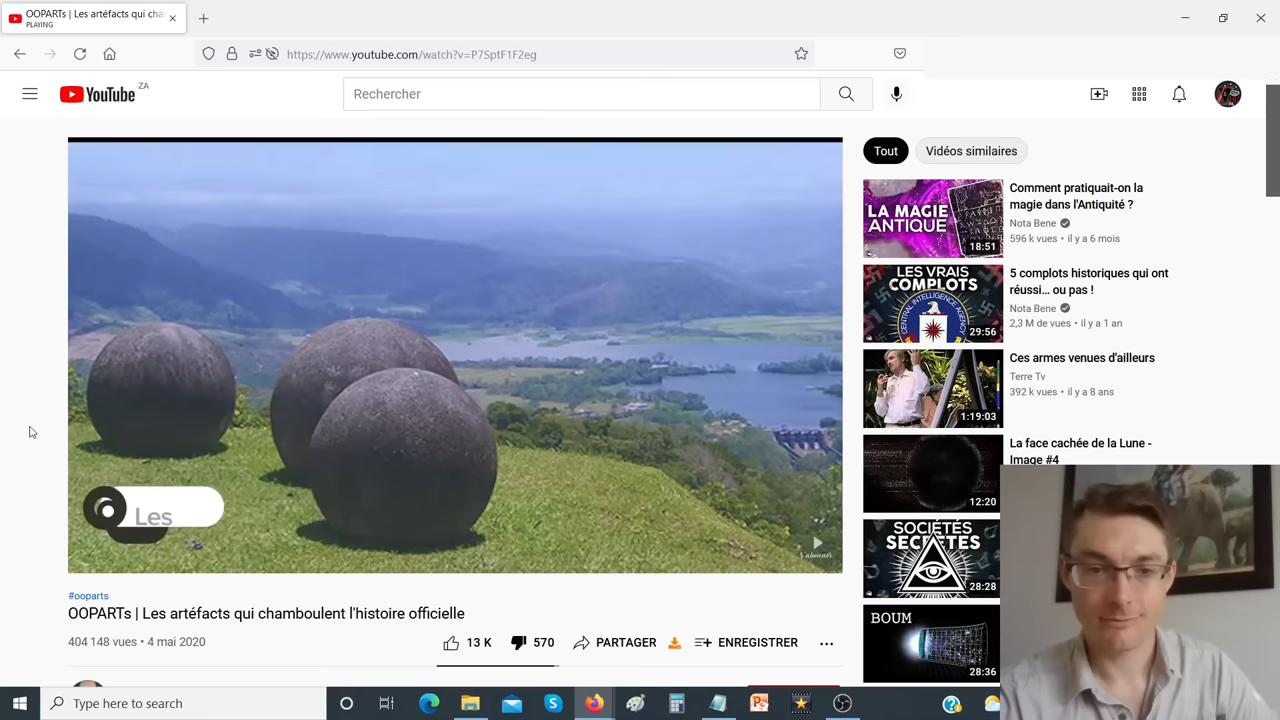 OOPARTs | Les artéfacts qui cha
PLAYING
https://www.youtube.com/watch?v=P7SptF1F2eg
YouTube ZA
Rechercher
Les
S'abonner
#ooparts
OOPARTs | Les artéfacts qui chamboulent l'histoire officielle
404 148 vues • 4 mai 2020
13 K
570
PARTAGER
ENREGISTRER
Tout
Vidéos similaires
LA MAGIE
ANTIQUE
18:51
Comment pratiquait-on la
magie dans l'Antiquité ?
Nota Bene
596 k vues • il y a 6 mois
LES VRAIS
COMPLOTS
CENTRAL INTELLIGENCE AGENCY
29:56
5 complots historiques qui ont
réussi... ou pas !
Nota Bene
2,3 M de vues • il y a 1 an
1:19:03
Ces armes venues d'ailleurs
Terre Tv
392 k vues • il y a 8 ans
12:20
La face cachée de la Lune -
Image #4
SOCIÉTÉS
SECRÈTES
28:28
BOUM
28:36
Type here to search